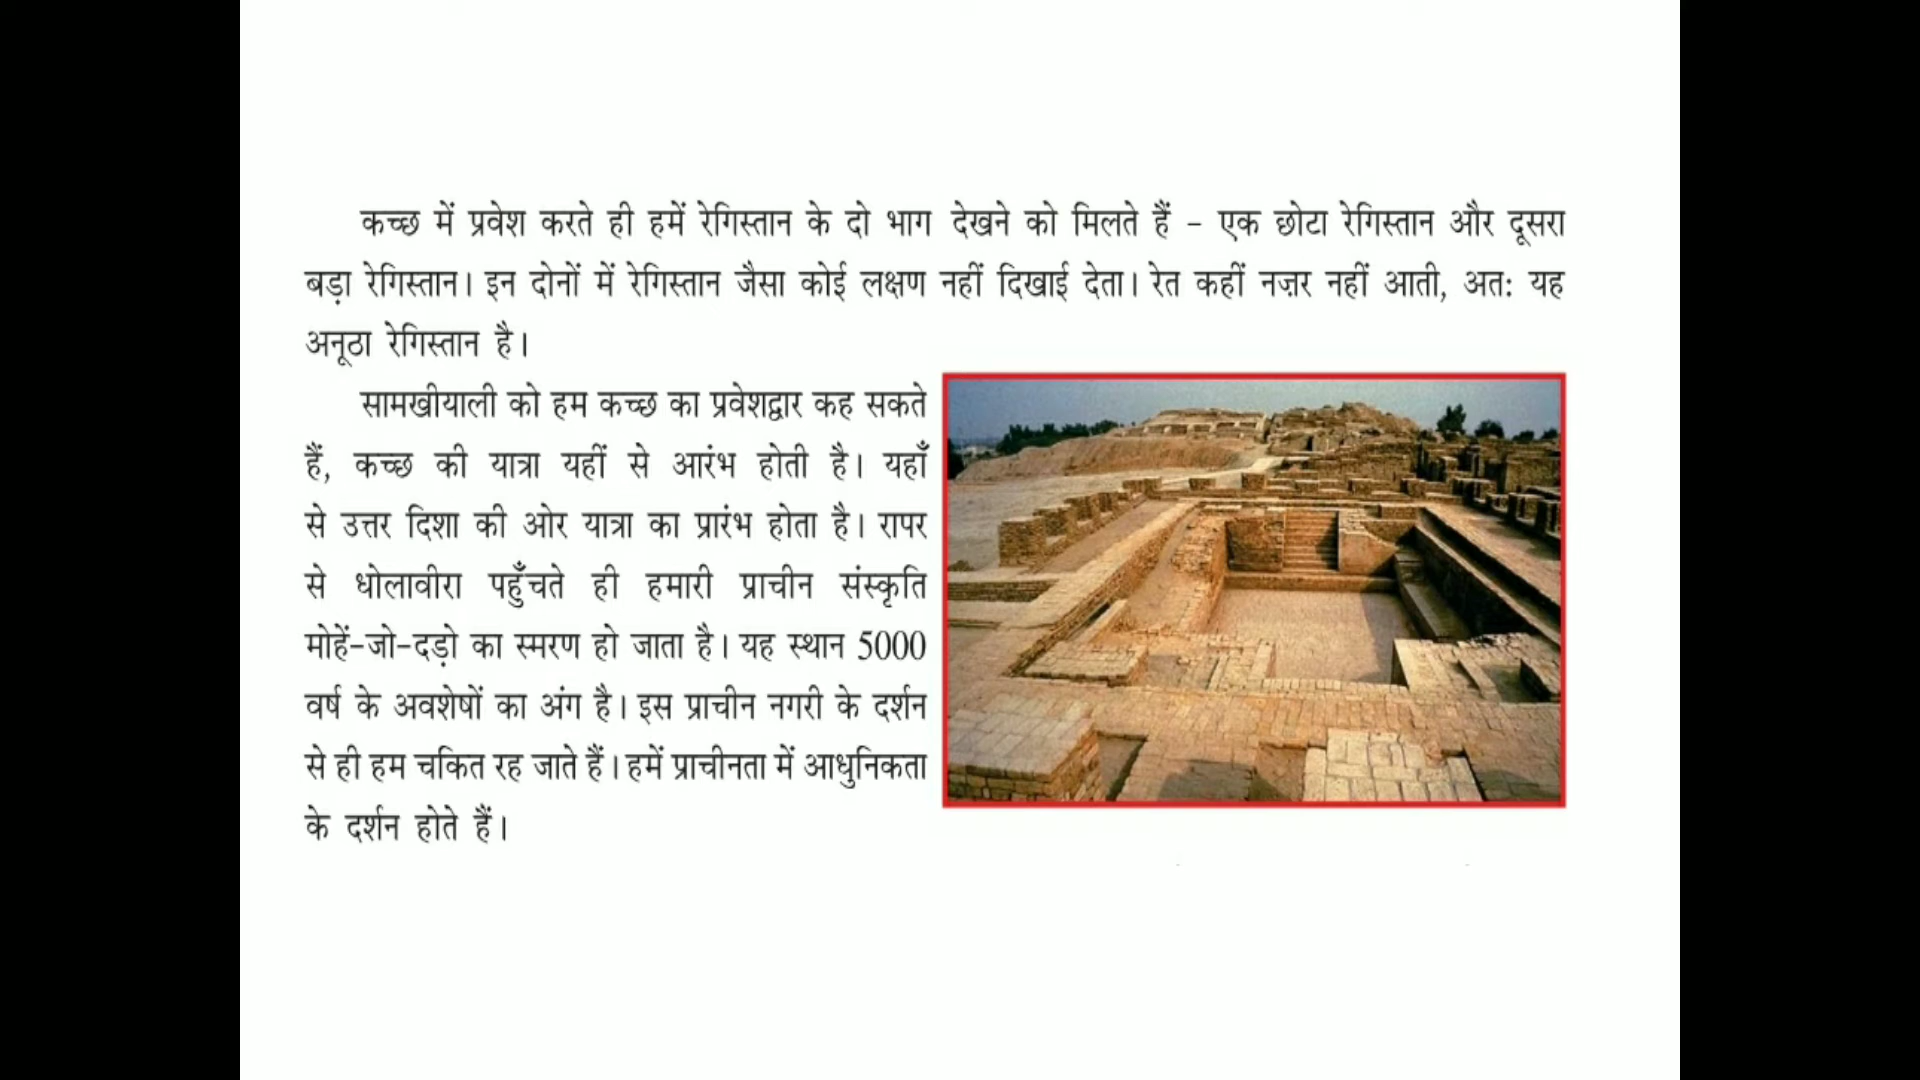 कच्छ में प्रवेश करते ही हमें रेगिस्तान के दो भाग देखने को मिलते हैं - एक छोटा रेगिस्तान और दूसरा
बड़ा रेगिस्तान। इन दोनों में रेगिस्तान जैसा कोई लक्षण नहीं दिखाई देता। रेत कहीं नज़र नहीं आती, अतः यह
अनूठा रेगिस्तान है।
सामखीयाली को हम कच्छ का प्रवेशद्वार कह सकते
हैं, कच्छ की यात्रा यहीं से आरंभ होती है। यहाँ
से उत्तर दिशा की ओर यात्रा का प्रारंभ होता है। रापर
से धोलावीरा पहुँचते ही हमारी प्राचीन संस्कृति
मोहें-जो-दड़ो का स्मरण हो जाता है। यह स्थान 5000
वर्ष के अवशेषों का अंग है। इस प्राचीन नगरी के दर्शन
से ही हम चकित रह जाते हैं। हमें प्राचीनता में आधुनिकता
के दर्शन होते हैं।